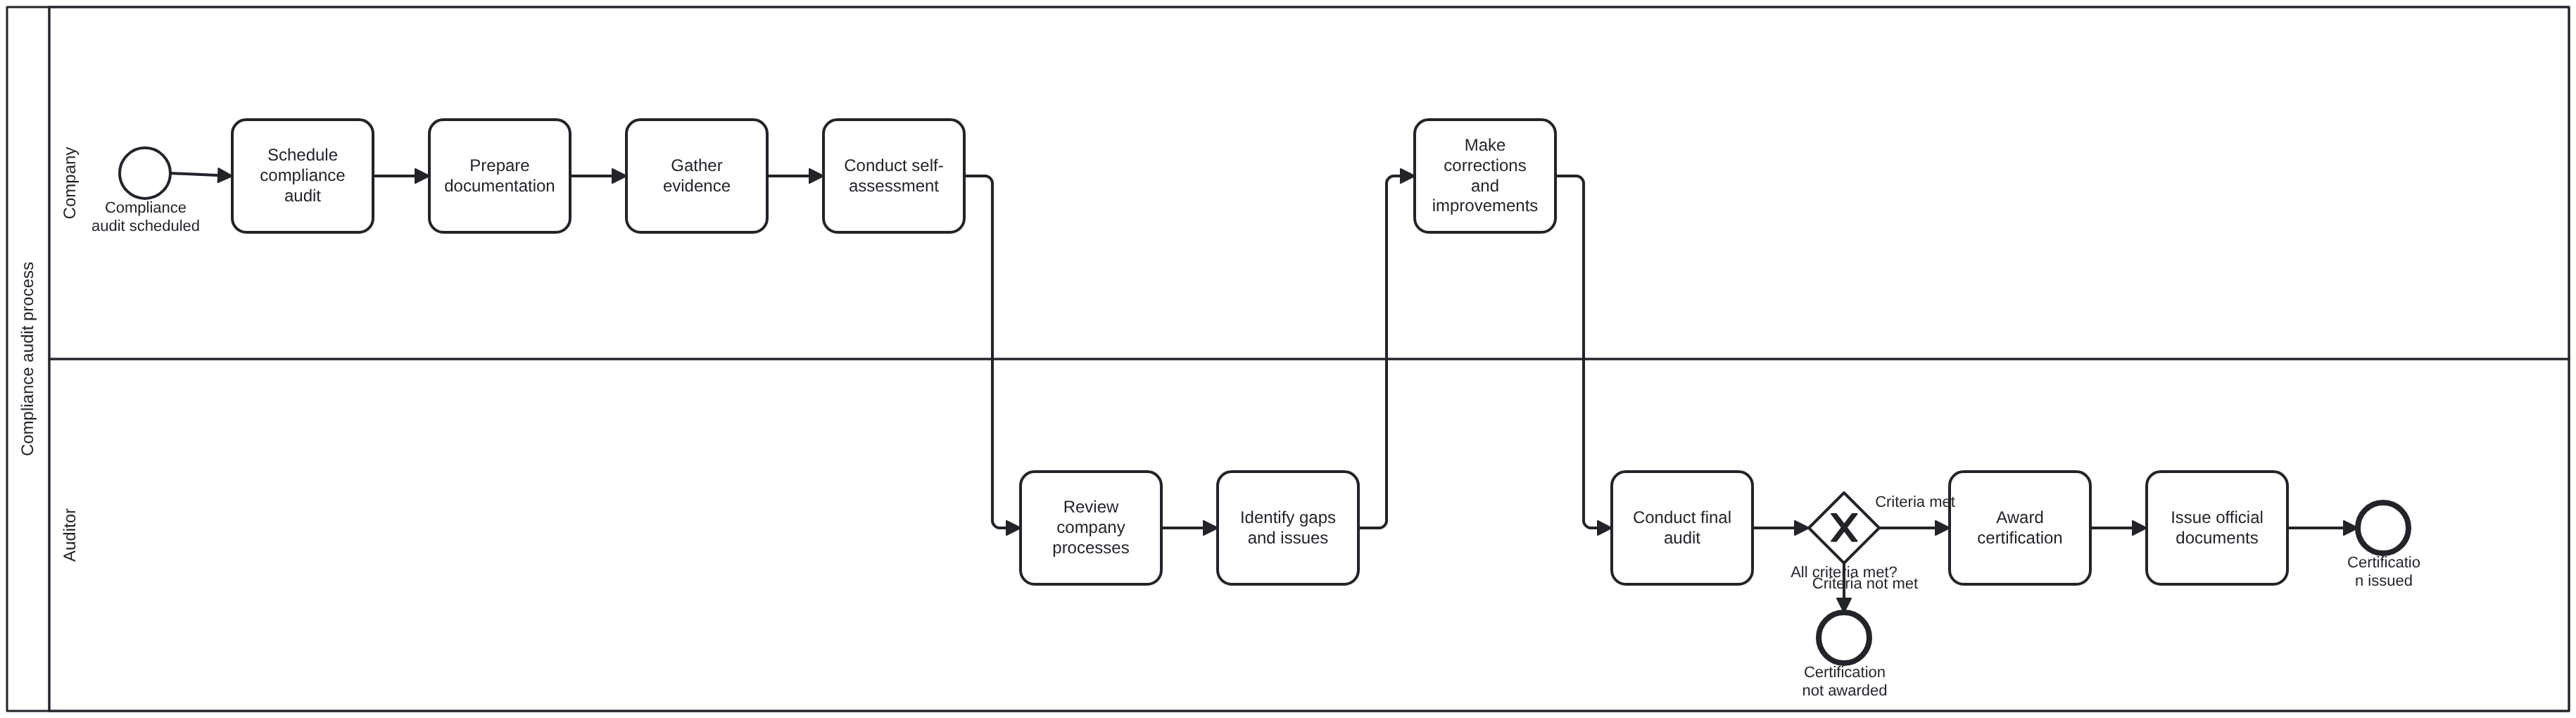 Compliance audit process
Company
Compliance
audit scheduled
Schedule
compliance
audit
Prepare
documentation
Gather
evidence
Conduct self-
assessment
Make
corrections
and
improvements
Auditor
Review
company
processes
Identify gaps
and issues
Conduct final
audit
All criteria met?
Criteria met
Criteria not met
Certification
not awarded
Award
certification
Issue official
documents
Certificatio
n issued